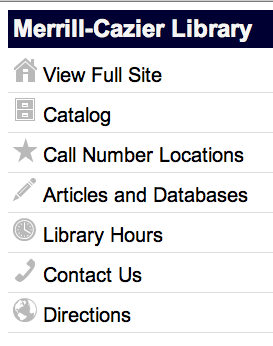 Merrill-Cazier Library
View Full Site
Catalog
Call Number Locations
Articles and Databases
Library Hours
Contact Us
Directions